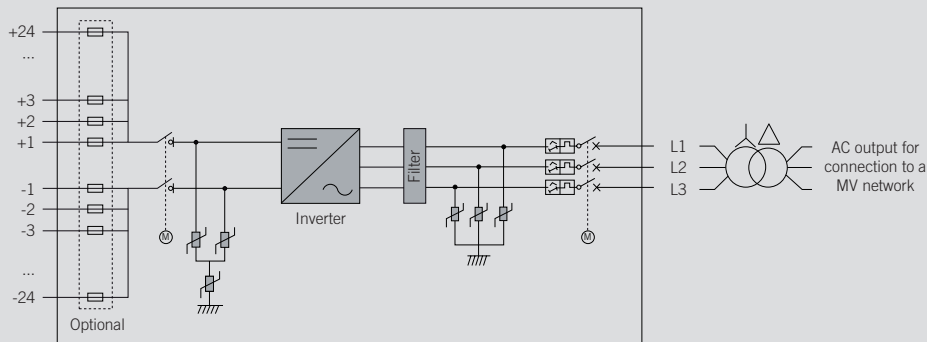 +24
...
+3
+2
+1
-1
-2
-3
...
-24
Optional
M
Inverter
Filter
M
L1
L2
L3
AC output for
connection to a
MV network